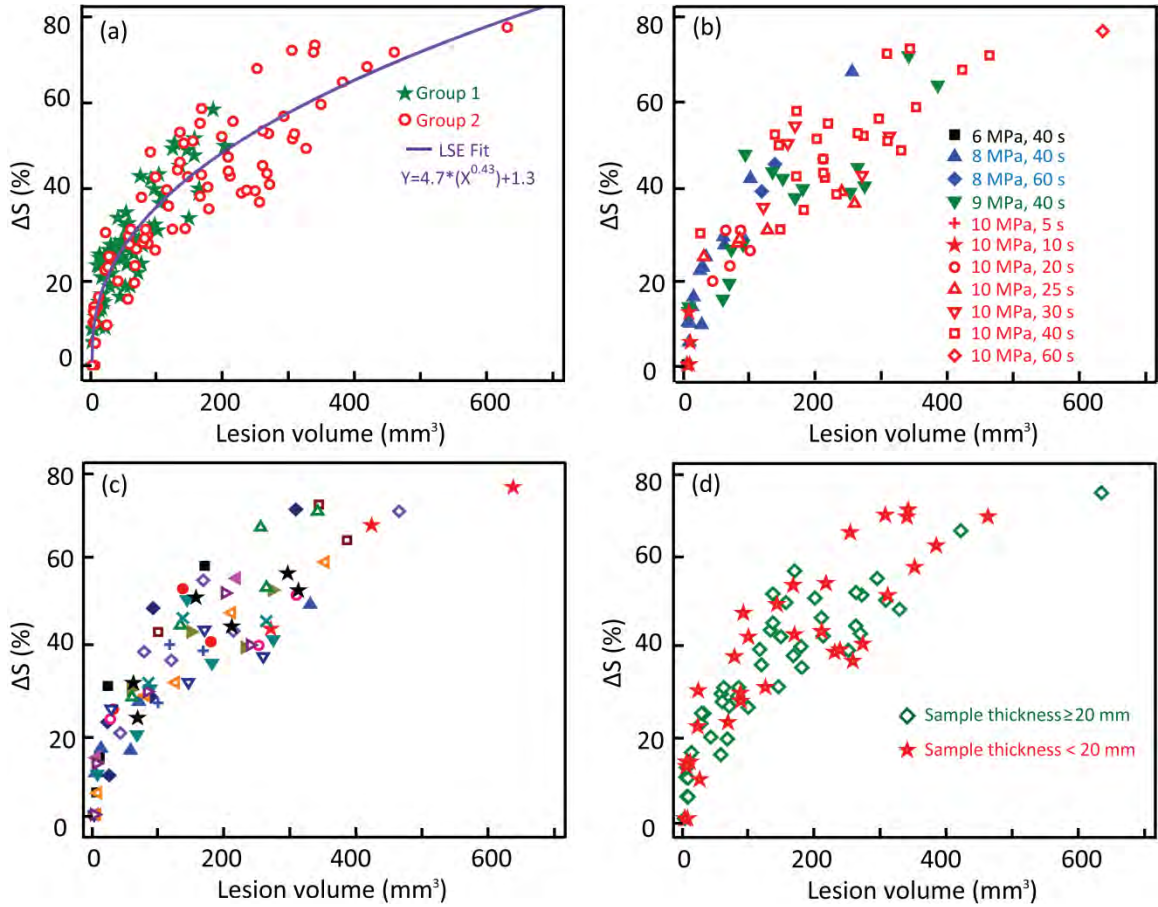 (a)
80
60
40
20
0
ΔS (%)
★ Group 1
Group 2
LSE Fit
Y=4.7*(X^0.43)+1.3
0 200 400 600
Lesion volume (mm³)
(b)
80
60
40
20
0
ΔS (%)
6 MPa, 40 s
8 MPa, 40 s
8 MPa, 60 s
9 MPa, 40 s
10 MPa, 5 s
10 MPa, 10 s
10 MPa, 20 s
10 MPa, 25 s
10 MPa, 30 s
10 MPa, 40 s
10 MPa, 60 s
0 200 400 600
Lesion volume (mm³)
(c)
80
60
40
20
0
ΔS (%)
0 200 400 600
Lesion volume (mm³)
(d)
80
60
40
20
0
ΔS (%)
Sample thickness ≥ 20 mm
Sample thickness < 20 mm
0 200 400 600
Lesion volume (mm³)